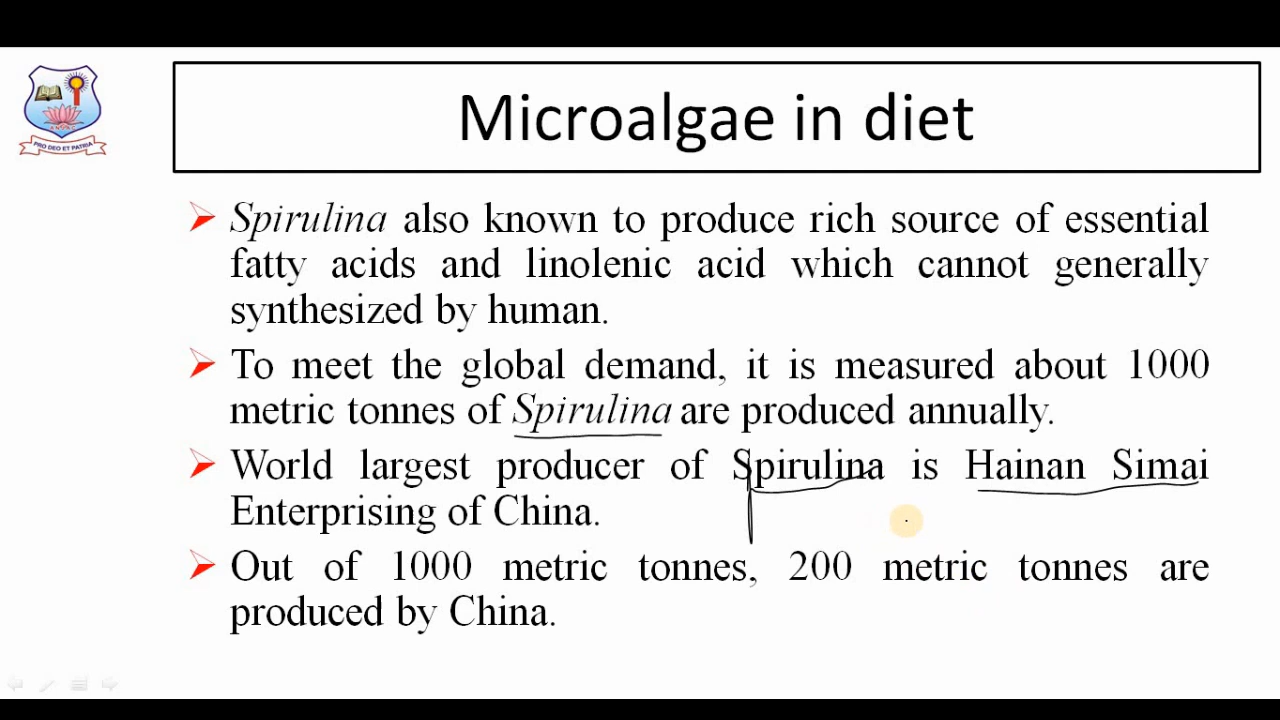 Microalgae in diet
PRO DEO ET PATRIA
Spirulina also known to produce rich source of essential
fatty acids and linolenic acid which cannot generally
synthesized by human.
To meet the global demand, it is measured about 1000
metric tonnes of Spirulina are produced annually.
World largest producer of Spirulina is Hainan Simai
Enterprising of China.
Out of 1000 metric tonnes, 200 metric tonnes are
produced by China.